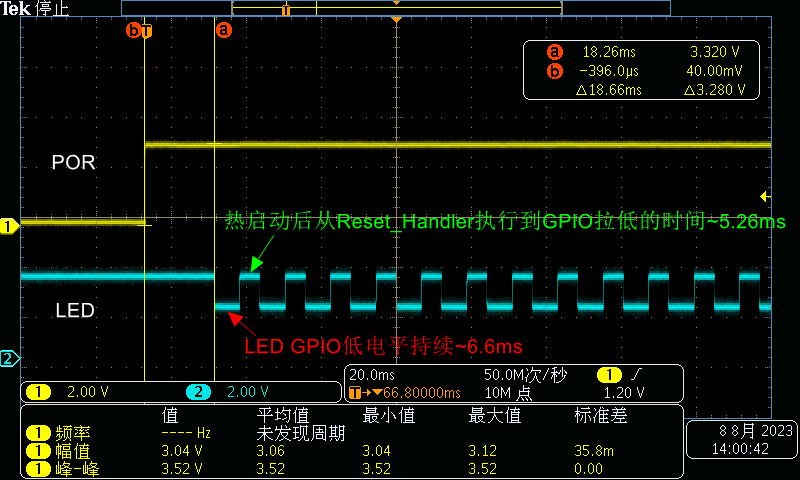 Tek 停止
T
b T a
a 18.26ms 3.320 V
b −396.0µs 40.00mV
△18.66ms △3.280 V
POR
1
热启动后从Reset_Handler执行到GPIO拉低的时间~5.26ms
LED
LED GPIO低电平持续~6.6ms
2
1 2.00 V 2 2.00 V
20.0ms 50.0M次/秒 1
T→▼66.80000ms 10M 点 1.20 V
值 平均值 最小值 最大值 标准差
1 频率 ---- Hz 未发现周期
1 幅值 3.04 V 3.06 3.04 3.12 35.8m
1 峰-峰 3.52 V 3.52 3.52 3.52 0.00
8 8月 2023
14:00:42